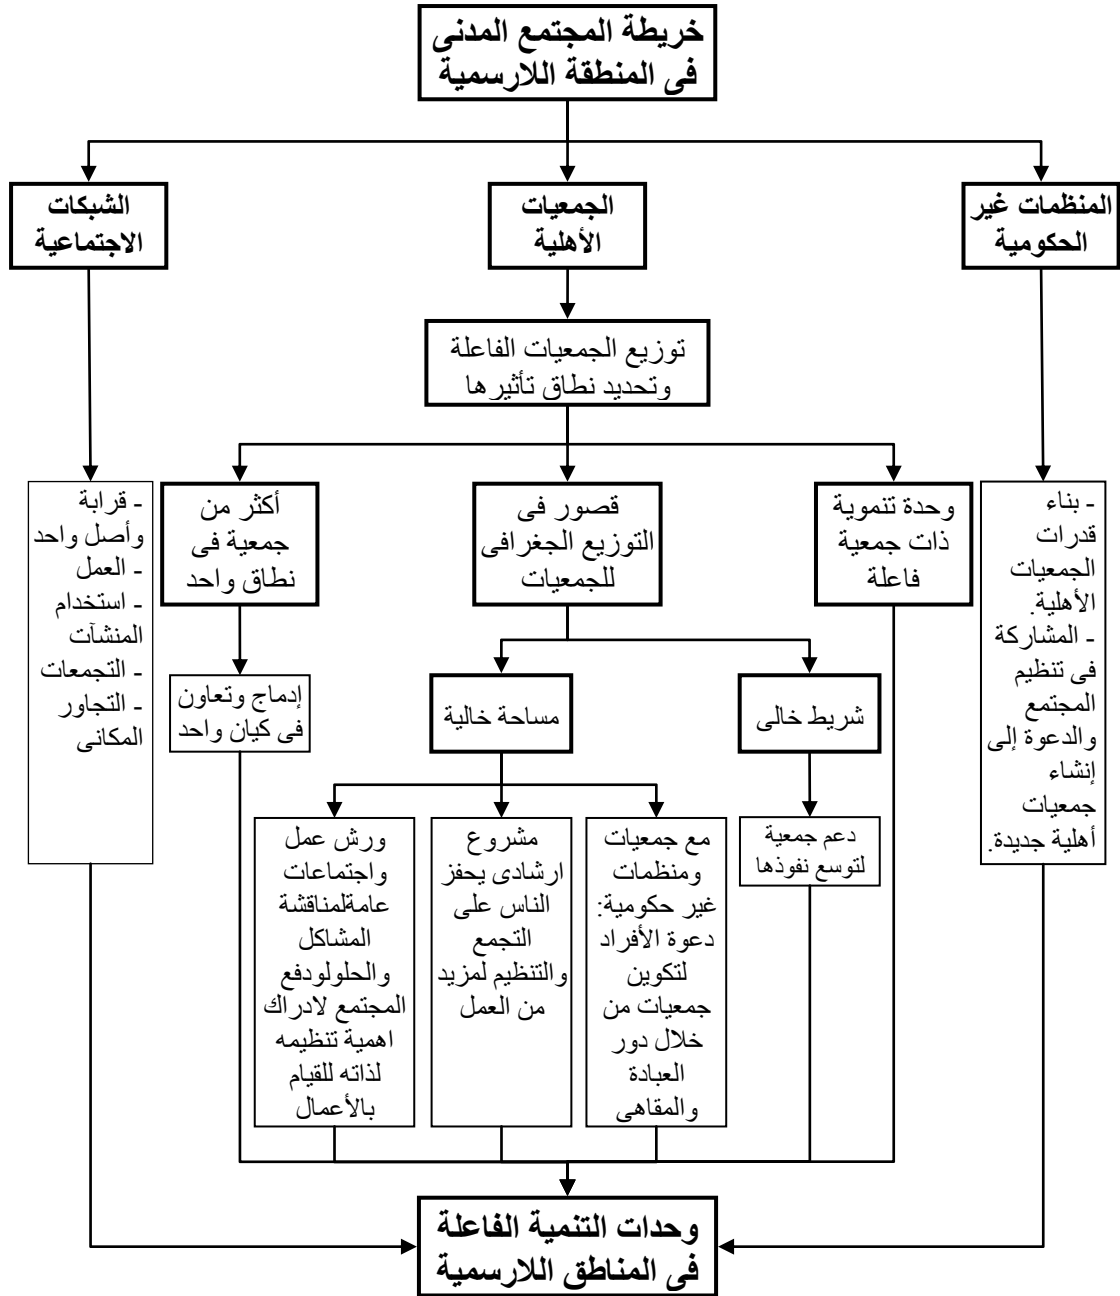 خريطة المجتمع المدنى
فى المنطقة اللارسمية
المنظمات غير
الحكومية
الجمعيات
الأهلية
الشبكات
الاجتماعية
توزيع الجمعيات الفاعلة
وتحديد نطاق تأثيرها
- بناء
قدرات
الجمعيات
الأهلية.
- المشاركة
فى تنظيم
المجتمع
والدعوة إلى
إنشاء
جمعيات
أهلية جديدة.
وحدة تنموية
ذات جمعية
فاعلة
قصور فى
التوزيع الجغرافى
للجمعيات
أكثر من
جمعية فى
نطاق واحد
- قرابة
وأصل واحد
- العمل
- استخدام
المنشآت
- التجمعات
- التجاور
المكانى
شريط خالى
مساحة خالية
إدماج وتعاون
فى كيان واحد
دعم جمعية
لتوسع نفوذها
مع جمعيات
ومنظمات
غير حكومية:
دعوة الأفراد
لتكوين
جمعيات من
خلال دور
العبادة
والمقاهى
مشروع
ارشادى يحفز
الناس على
التجمع
والتنظيم لمزيد
من العمل
ورش عمل
واجتماعات
عامةلمناقشة
المشاكل
والحلولودفع
المجتمع لادراك
اهمية تنظيمه
لذاته للقيام
بالأعمال
وحدات التنمية الفاعلة
فى المناطق اللارسمية